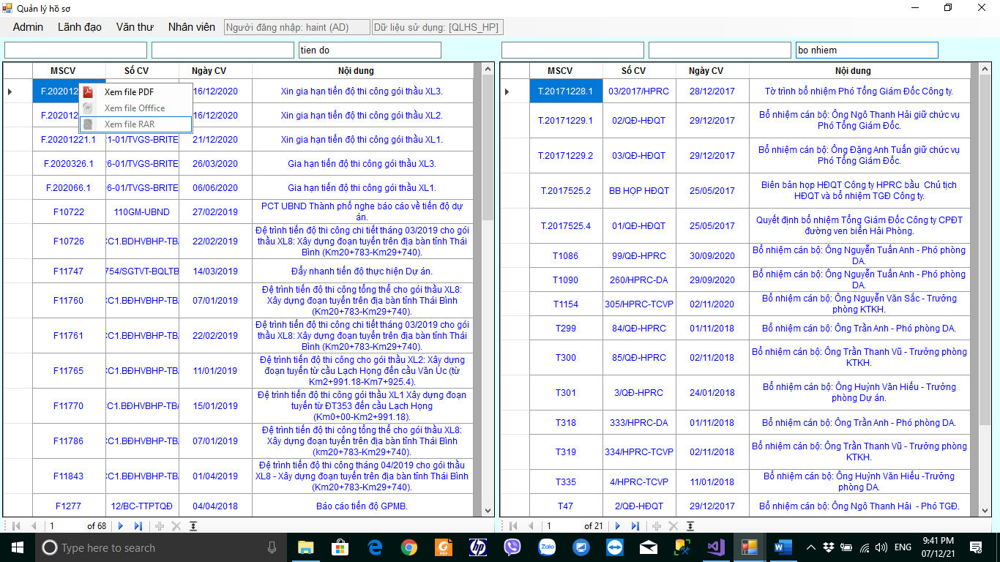 Quản lý hồ sơ
Admin Lãnh đạo Văn thư Nhân viên Người đăng nhập: haint (AD) Dữ liệu sử dụng: [QLHS_HP]
tien do
bo nhiem
MSCV Số CV Ngày CV Nội dung
F.20201 16/12/2020 Xin gia hạn tiến độ thi công gói thầu XL3.
Xem file PDF
Xem file Offfice
Xem file RAR
F.20201 16/12/2020 Xin gia hạn tiến độ thi công gói thầu XL2.
F.20201221.1 21-01/TVGS-BRITE 21/12/2020 Xin gia hạn tiến độ thi công gói thầu XL1.
F.2020326.1 26-01/TVGS-BRITE 26/03/2020 Gia hạn tiến độ thi công gói thầu XL3.
F.202066.1 06-01/TVGS-BRITE 06/06/2020 Gia hạn tiến độ thi công gói thầu XL1.
F10722 110GM-UBND 27/02/2019 PCT UBND Thành phố nghe báo cáo về tiến độ dự
án.
F10726 CC1.BDHVBHP-TB 22/02/2019 Đệ trình tiến độ thi công chi tiết tháng 03/2019 cho gói
thầu XL8: Xây dựng đoạn tuyến trên địa bàn tỉnh Thái
Bình (Km20+783-Km29+740).
F11747 754/SGTVT-BQLTB 14/03/2019 Đẩy nhanh tiến độ thực hiện Dự án.
F11760 CC1.BĐHVBHP-TB 07/01/2019 Đệ trình tiến độ thi công tổng thể cho gói thầu XL8:
Xây dựng đoạn tuyến trên địa bàn tỉnh Thái Bình
(Km20+783-Km29+740).
F11761 CC1.BĐHVBHP-TB 22/02/2019 Đệ trình tiến độ thi công chi tiết tháng 03/2019 cho gói
thầu XL8: Xây dựng đoạn tuyến trên địa bàn tỉnh Thái
Bình (Km20+783-Km29+740).
F11765 CC1.BĐHVBHP-TB 11/01/2019 Đệ trình tiến độ thi công cho gói thầu XL2: Xây dựng
đoạn tuyến từ cầu Lạch Họng đến cầu Văn Úc (từ
Km2+991.18-Km7+925.4).
F11770 CC1.BĐHVBHP-TB 15/01/2019 Đệ trình tiến độ thi công gói thầu XL1 Xây dựng đoạn
tuyến từ ĐT353 đến cầu Lạch Họng
(Km0+00-Km2+991.18).
F11786 CC1.BĐHVBHP-TB 07/01/2019 Đệ trình tiến độ thi công tổng thể cho gói thầu XL8:
Xây dựng đoạn tuyến trên địa bàn tỉnh Thái Bình
(km20+783-Km29+740).
F11843 CC1.BĐHVBHP-TB 01/04/2019 Đệ trình tiến độ thi công tháng 04/2019 cho gói thầu
XL8 - Xây dựng đoạn tuyến trên địa bàn tỉnh Thái Bình
(Km20+783-Km29+740).
F1277 12/BC-TTPTQĐ 04/04/2018 Báo cáo tiến độ GPMB.
1 of 68
MSCV Số CV Ngày CV Nội dung
T.20171228.1 03/2017/HPRC 28/12/2017 Tờ trình bổ nhiệm Phó Tổng Giám Đốc Công ty.
T.20171229.1 02/QĐ-HĐQT 29/12/2017 Bổ nhiệm cán bộ: Ông Ngô Thanh Hải giữ chức vụ
Phó Tổng Giám Đốc.
T.20171229.2 03/QĐ-HĐQT 29/12/2017 Bổ nhiệm cán bộ: Ông Đặng Anh Tuấn giữ chức vụ
Phó Tổng Giám Đốc.
T.2017525.2 BB HỌP HĐQT 25/05/2017 Biên bản họp HĐQT Công ty HPRC bầu Chủ tịch
HĐQT và bổ nhiệm TGĐ Công ty.
T.2017525.4 01/QĐ-HĐQT 25/05/2017 Quyết định bổ nhiệm Tổng Giám Đốc Công ty CPĐT
đường ven biển Hải Phòng.
T1086 99/QĐ-HPRC 30/09/2020 Bổ nhiệm cán bộ: Ông Nguyễn Tuấn Anh - Phó phòng
DA.
T1090 260/HPRC-DA 29/09/2020 Bổ nhiệm cán bộ: Ông Nguyễn Tuấn Anh - Phó phòng
DA.
T1154 305/HPRC-TCVP 02/11/2020 Bổ nhiệm cán bộ: Ông Nguyễn Văn Sắc - Trưởng
phòng KTKH.
T299 84/QĐ-HPRC 01/11/2018 Bổ nhiệm cán bộ: Ông Trần Anh - Phó phòng DA.
T300 85/QĐ-HPRC 02/11/2018 Bổ nhiệm cán bộ: Ông Trần Thanh Vũ - Trưởng phòng
KTKH.
T301 3/QĐ-HPRC 24/01/2018 Bổ nhiệm cán bộ: Ông Huỳnh Văn Hiếu - Trưởng
phòng Dự án.
T318 333/HPRC-DA 01/11/2018 Bổ nhiệm cán bộ: Ông Trần Anh - Phó phòng DA.
T319 334/HPRC-TCVP 02/11/2018 Bổ nhiệm cán bộ: Ông Trần Thanh Vũ - Trưởng phòng
KTKH.
T335 4/HPRC-TCVP 11/01/2018 Bổ nhiệm cán bộ: Ông Huỳnh Văn Hiếu -Trưởng
phòng DA.
T47 2/QĐ-HĐQT 29/12/2017 Bổ nhiệm cán bộ: Ông Ngô Thanh Hải - Phó TGĐ.
1 of 21
Type here to search
Zalo
ENG
9:41 PM
07/12/21